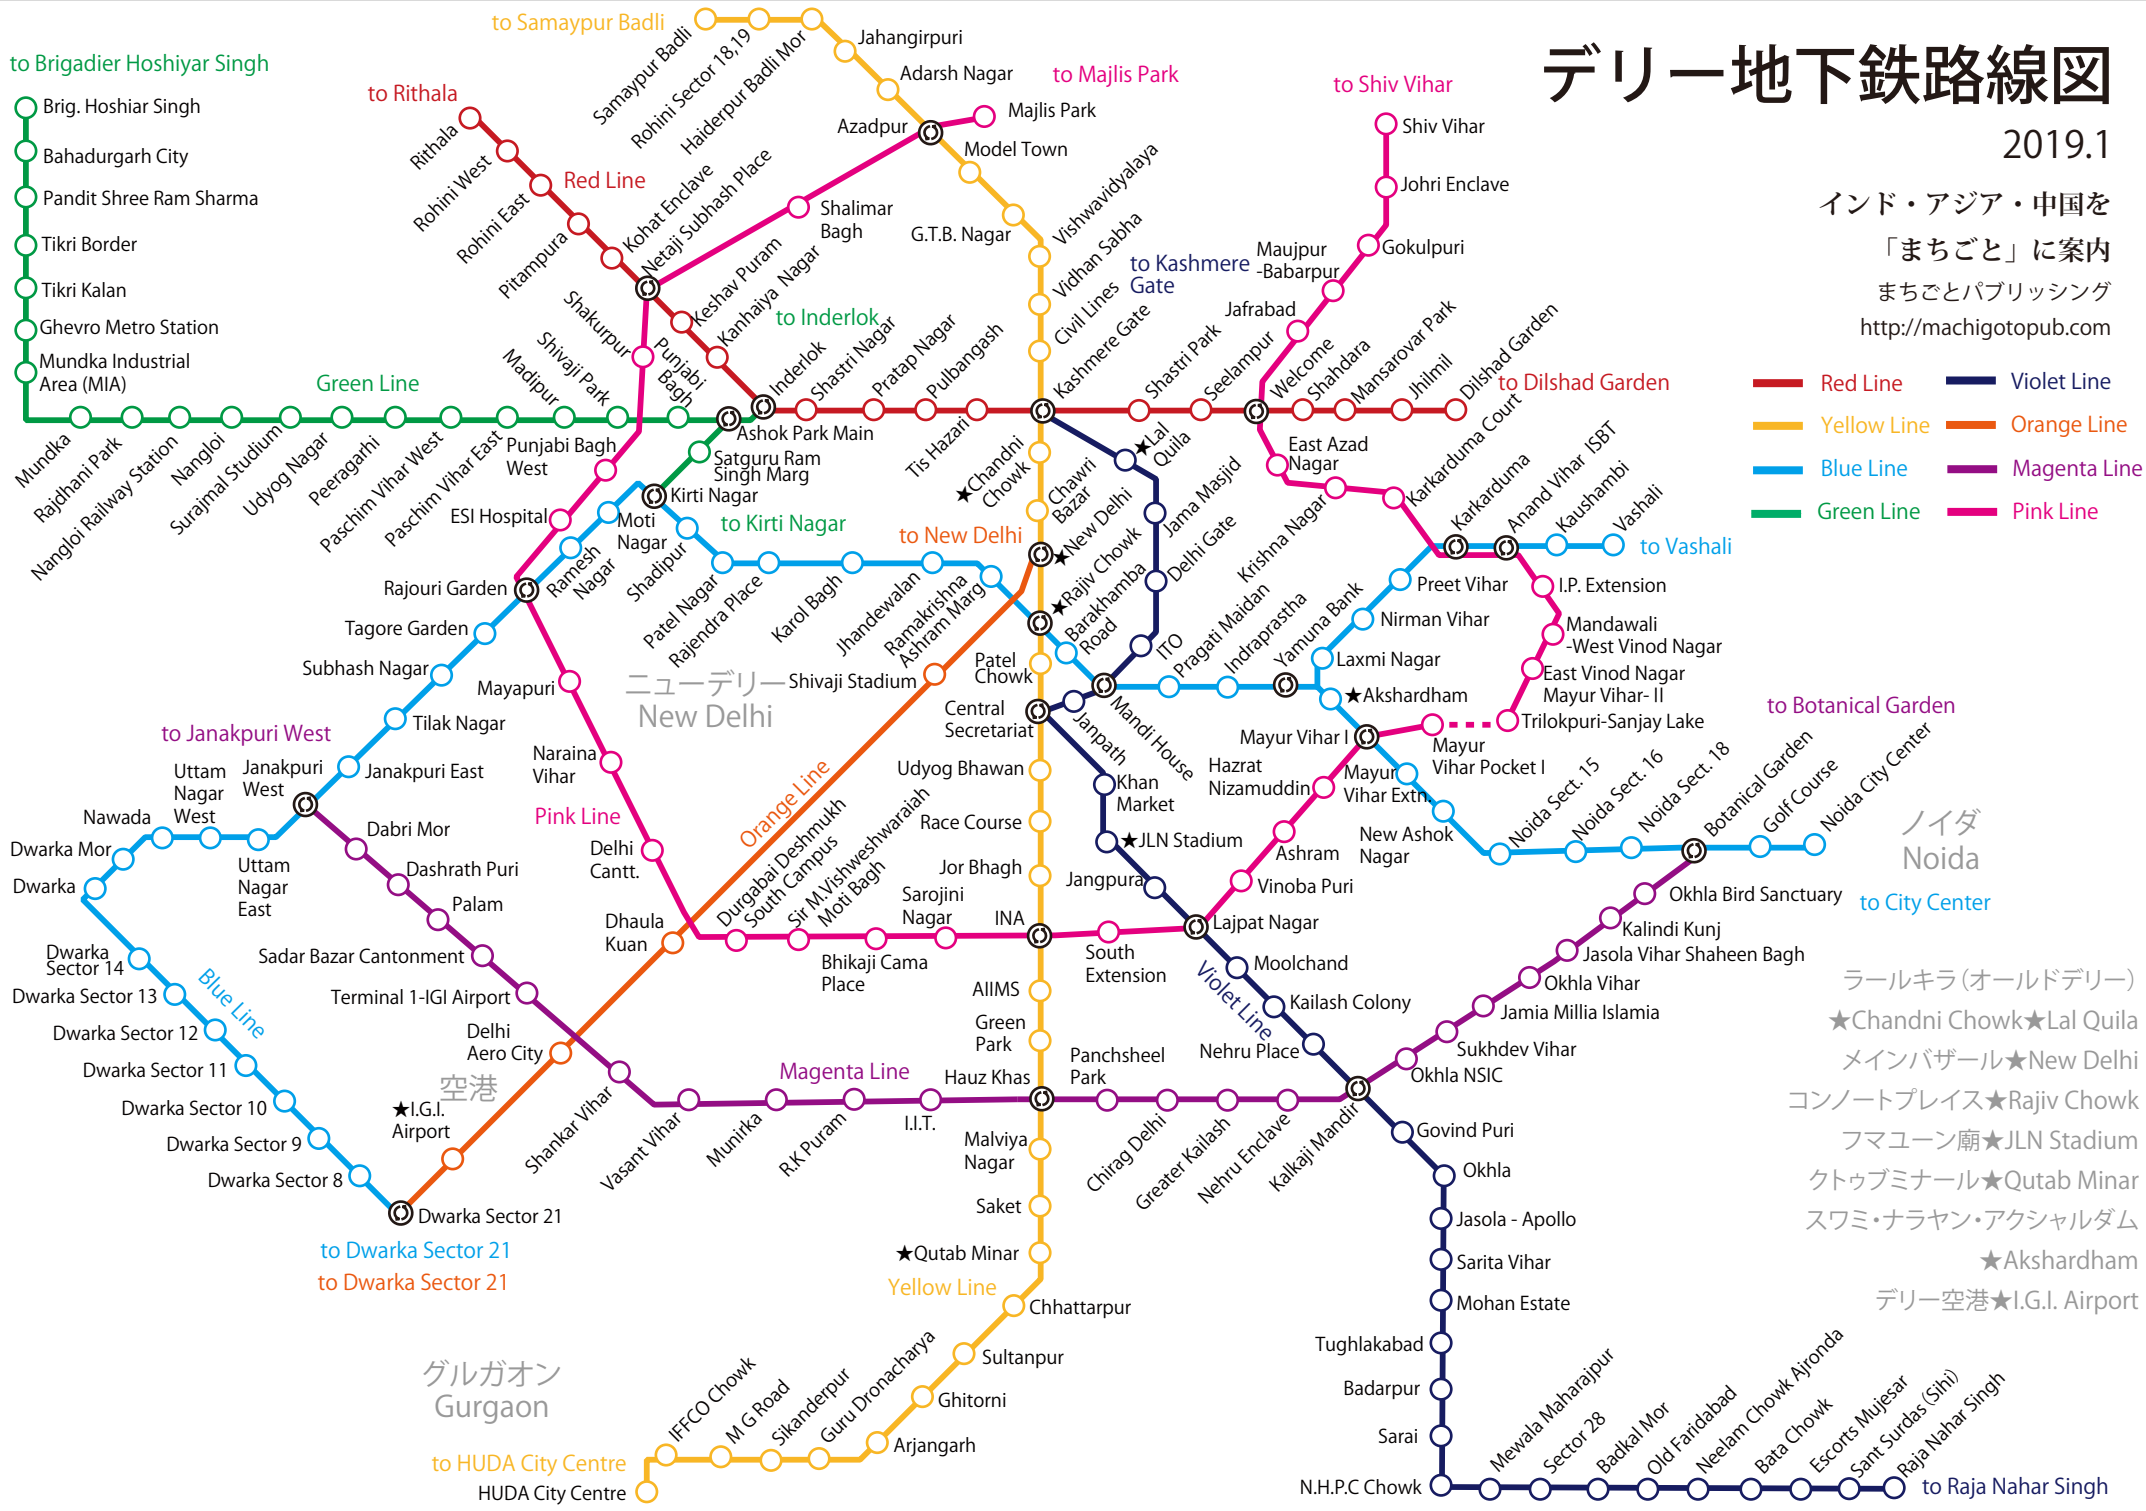 デリー地下鉄路線図
2019.1
インド・アジア・中国を
「まちごと」に案内
まちごとパブリッシング
http://machigotopub.com
Red Line
Violet Line
Yellow Line
Orange Line
Blue Line
Magenta Line
Green Line
Pink Line
to Samaypur Badli
Samaypur Badli
Rohini Sector 18,19
Haiderpur Badli Mor
Jahangirpuri
Adarsh Nagar
Azadpur
Model Town
G.T.B. Nagar
Vishwavidyalaya
Vidhan Sabha
Civil Lines
Kashmere Gate
★Chandni
Chowk
Chawri
Bazar
★New Delhi
★Rajiv Chowk
Patel
Chowk
Central
Secretariat
Udyog Bhawan
Race Course
Jor Bhagh
INA
AIIMS
Green
Park
Hauz Khas
Malviya
Nagar
Saket
★Qutab Minar
Yellow Line
Chhattarpur
Sultanpur
Ghitorni
Arjangarh
Guru Dronacharya
Sikanderpur
M G Road
IFFCO Chowk
to HUDA City Centre
HUDA City Centre
グルガオン
Gurgaon
to Brigadier Hoshiyar Singh
Brig. Hoshiar Singh
Bahadurgarh City
Pandit Shree Ram Sharma
Tikri Border
Tikri Kalan
Ghevro Metro Station
Mundka Industrial
Area (MIA)
Green Line
Mundka
Rajdhani Park
Nangloi Railway Station
Nangloi
Surajmal Studium
Udyog Nagar
Peeragarhi
Paschim Vihar West
Paschim Vihar East
Madipur
Shivaji Park
Punjabi
Bagh
Ashok Park Main
Satguru Ram
Singh Marg
Kirti Nagar
to Inderlok
to Kirti Nagar
to Rithala
Rithala
Rohini West
Rohini East
Red Line
Pitampura
Kohat Enclave
Netaji Subhash Place
Keshav Puram
Kanhaiya Nagar
Inderlok
Shastri Nagar
Pratap Nagar
Pulbangash
Tis Hazari
Shastri Park
Seelampur
Welcome
Shahdara
Mansarovar Park
Jhilmil
Dilshad Garden
to Dilshad Garden
to Majlis Park
Majlis Park
Shalimar
Bagh
Shakurpur
Punjabi Bagh
West
ESI Hospital
Rajouri Garden
Mayapuri
Naraina
Vihar
Pink Line
Delhi
Cantt.
Durgabai Deshmukh
South Campus
Sir M.Vishweshwaraiah
Moti Bagh
Bhikaji Cama
Place
Sarojini
Nagar
South
Extension
Lajpat Nagar
Vinoba Puri
Ashram
Hazrat
Nizamuddin
Mayur Vihar I
Mayur
Vihar Pocket I
Trilokpuri-Sanjay Lake
East Vinod Nagar
Mayur Vihar- II
Mandawali
-West Vinod Nagar
I.P. Extension
Anand Vihar ISBT
Karkarduma
Karkarduma Court
Krishna Nagar
East Azad
Nagar
Jafrabad
Maujpur
-Babarpur
Gokulpuri
Johri Enclave
Shiv Vihar
to Shiv Vihar
to Vashali
Vashali
Kaushambi
Preet Vihar
Nirman Vihar
Laxmi Nagar
Yamuna Bank
Indraprastha
Pragati Maidan
Mandi House
Barakhamba
Road
Ramakrishna
Ashram Marg
Jhandewalan
Karol Bagh
Rajendra Place
Patel Nagar
Shadipur
Moti
Nagar
Ramesh
Nagar
Tagore Garden
Subhash Nagar
Tilak Nagar
Janakpuri East
Janakpuri
West
Uttam
Nagar
East
Uttam
Nagar
West
Nawada
Dwarka Mor
Dwarka
Dwarka
Sector 14
Dwarka Sector 13
Dwarka Sector 12
Dwarka Sector 11
Dwarka Sector 10
Dwarka Sector 9
Dwarka Sector 8
Blue Line
Dwarka Sector 21
to Dwarka Sector 21
to Dwarka Sector 21
★Akshardham
Mayur
Vihar Extn.
New Ashok
Nagar
Noida Sect. 15
Noida Sect. 16
Noida Sect. 18
Botanical Garden
Golf Course
Noida City Center
ノイダ
Noida
to City Center
to Kashmere
Gate
★Lal
Quila
Jama Masjid
Delhi Gate
ITO
Janpath
Khan
Market
★JLN Stadium
Jangpura
Moolchand
Kailash Colony
Nehru Place
Violet Line
Kalkaji Mandir
Govind Puri
Okhla
Jasola - Apollo
Sarita Vihar
Mohan Estate
Tughlakabad
Badarpur
Sarai
N.H.P.C Chowk
Mewala Maharajpur
Sector 28
Badkal Mor
Old Faridabad
Neelam Chowk Ajronda
Bata Chowk
Escorts Mujesar
Sant Surdas (Sihi)
Raja Nahar Singh
to Raja Nahar Singh
to New Delhi
Shivaji Stadium
ニューデリー
New Delhi
Orange Line
Dhaula
Kuan
Delhi
Aero City
空港
★I.G.I.
Airport
to Janakpuri West
Dabri Mor
Dashrath Puri
Palam
Sadar Bazar Cantonment
Terminal 1-IGI Airport
Shankar Vihar
Vasant Vihar
Munirka
R.K Puram
I.I.T.
Magenta Line
Panchsheel
Park
Chirag Delhi
Greater Kailash
Nehru Enclave
Okhla NSIC
Sukhdev Vihar
Jamia Millia Islamia
Okhla Vihar
Jasola Vihar Shaheen Bagh
Kalindi Kunj
Okhla Bird Sanctuary
to Botanical Garden
ラールキラ(オールドデリー)
★Chandni Chowk★Lal Quila
メインバザール★New Delhi
コンノートプレイス★Rajiv Chowk
フマユーン廟★JLN Stadium
クトゥブミナール★Qutab Minar
スワミ・ナラヤン・アクシャルダム
★Akshardham
デリー空港★I.G.I. Airport